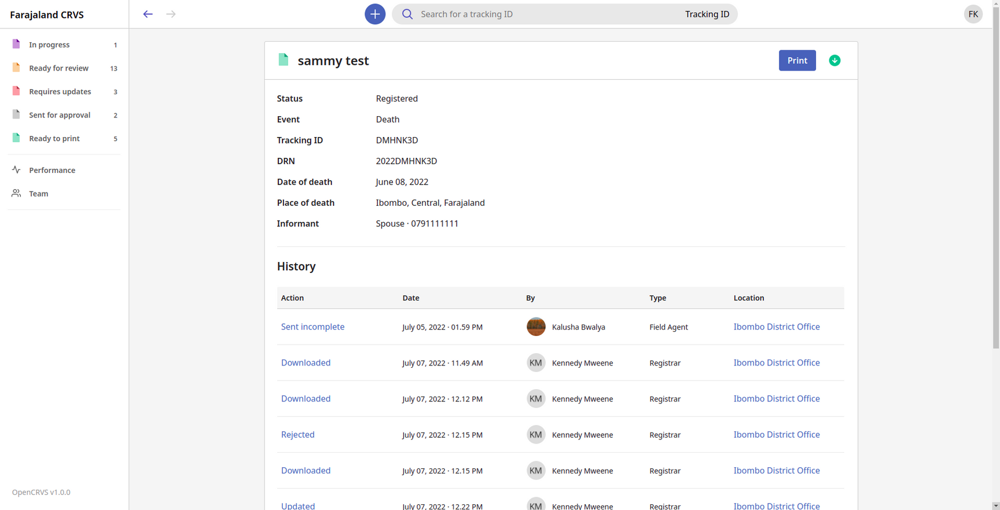 Farajaland CRVS
Search for a tracking ID
Tracking ID
FK
In progress 1
Ready for review 13
Requires updates 3
Sent for approval 2
Ready to print 5
Performance
Team
OpenCRVS v1.0.0
sammy test
Print
Status Registered
Event Death
Tracking ID DMHNK3D
DRN 2022DMHNK3D
Date of death June 08, 2022
Place of death Ibombo, Central, Farajaland
Informant Spouse · 0791111111
History
Action Date By Type Location
Sent incomplete July 05, 2022 · 01.59 PM Kalusha Bwalya Field Agent Ibombo District Office
Downloaded July 07, 2022 · 11.49 AM KM Kennedy Mweene Registrar Ibombo District Office
Downloaded July 07, 2022 · 12.12 PM KM Kennedy Mweene Registrar Ibombo District Office
Rejected July 07, 2022 · 12.15 PM KM Kennedy Mweene Registrar Ibombo District Office
Downloaded July 07, 2022 · 12.15 PM KM Kennedy Mweene Registrar Ibombo District Office
Updated July 07, 2022 · 12.22 PM KM Kennedy Mweene Registrar Ibombo District Office